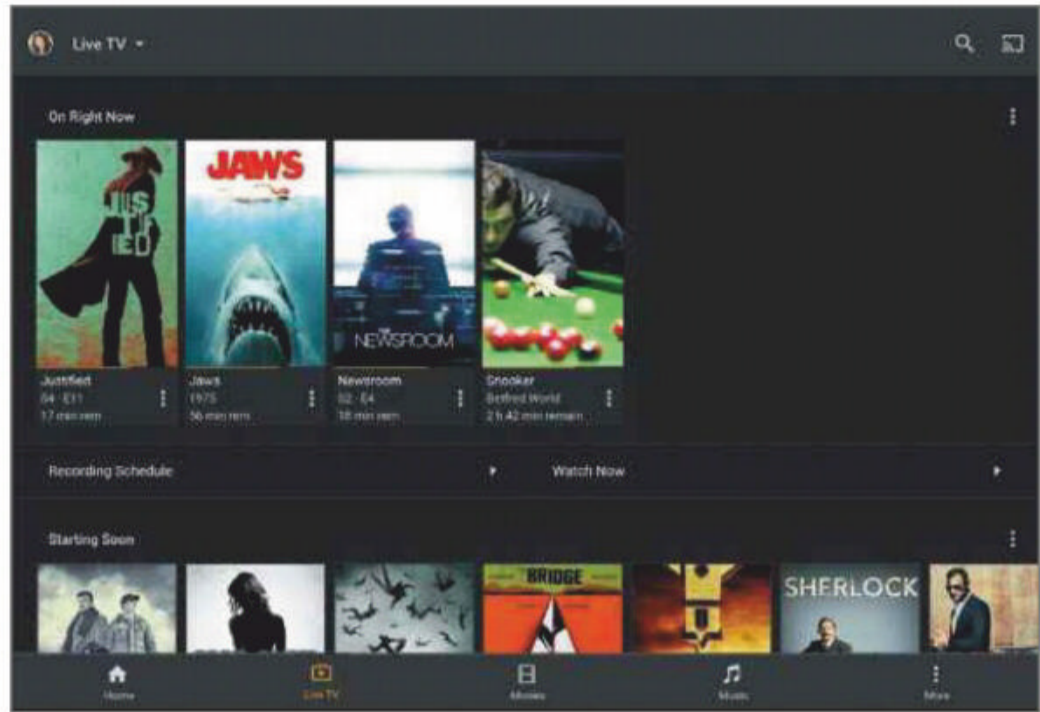 Live TV
On Right Now
JUS
TIF
IED
JAWS
THE
NEWSROOM
Justified
S4 · E11
17 min rem
Jaws
1975
56 min rem
Newsroom
S2 · E4
18 min rem
Snooker
Betfred World
2 h 42 min remain
Recording Schedule
Watch Now
Starting Soon
BRIDGE
SHERLOCK
Home
Live TV
Movies
Music
More